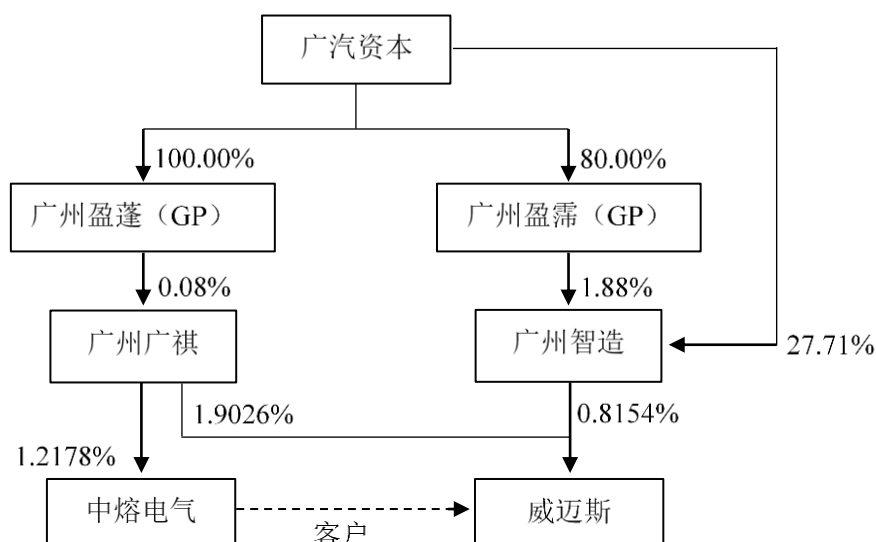 广汽资本
100.00%
80.00%
广州盈蓬（GP）
广州盈霈（GP）
0.08%
1.88%
广州广祺
广州智造
27.71%
1.9026%
0.8154%
1.2178%
中熔电气
威迈斯
客户